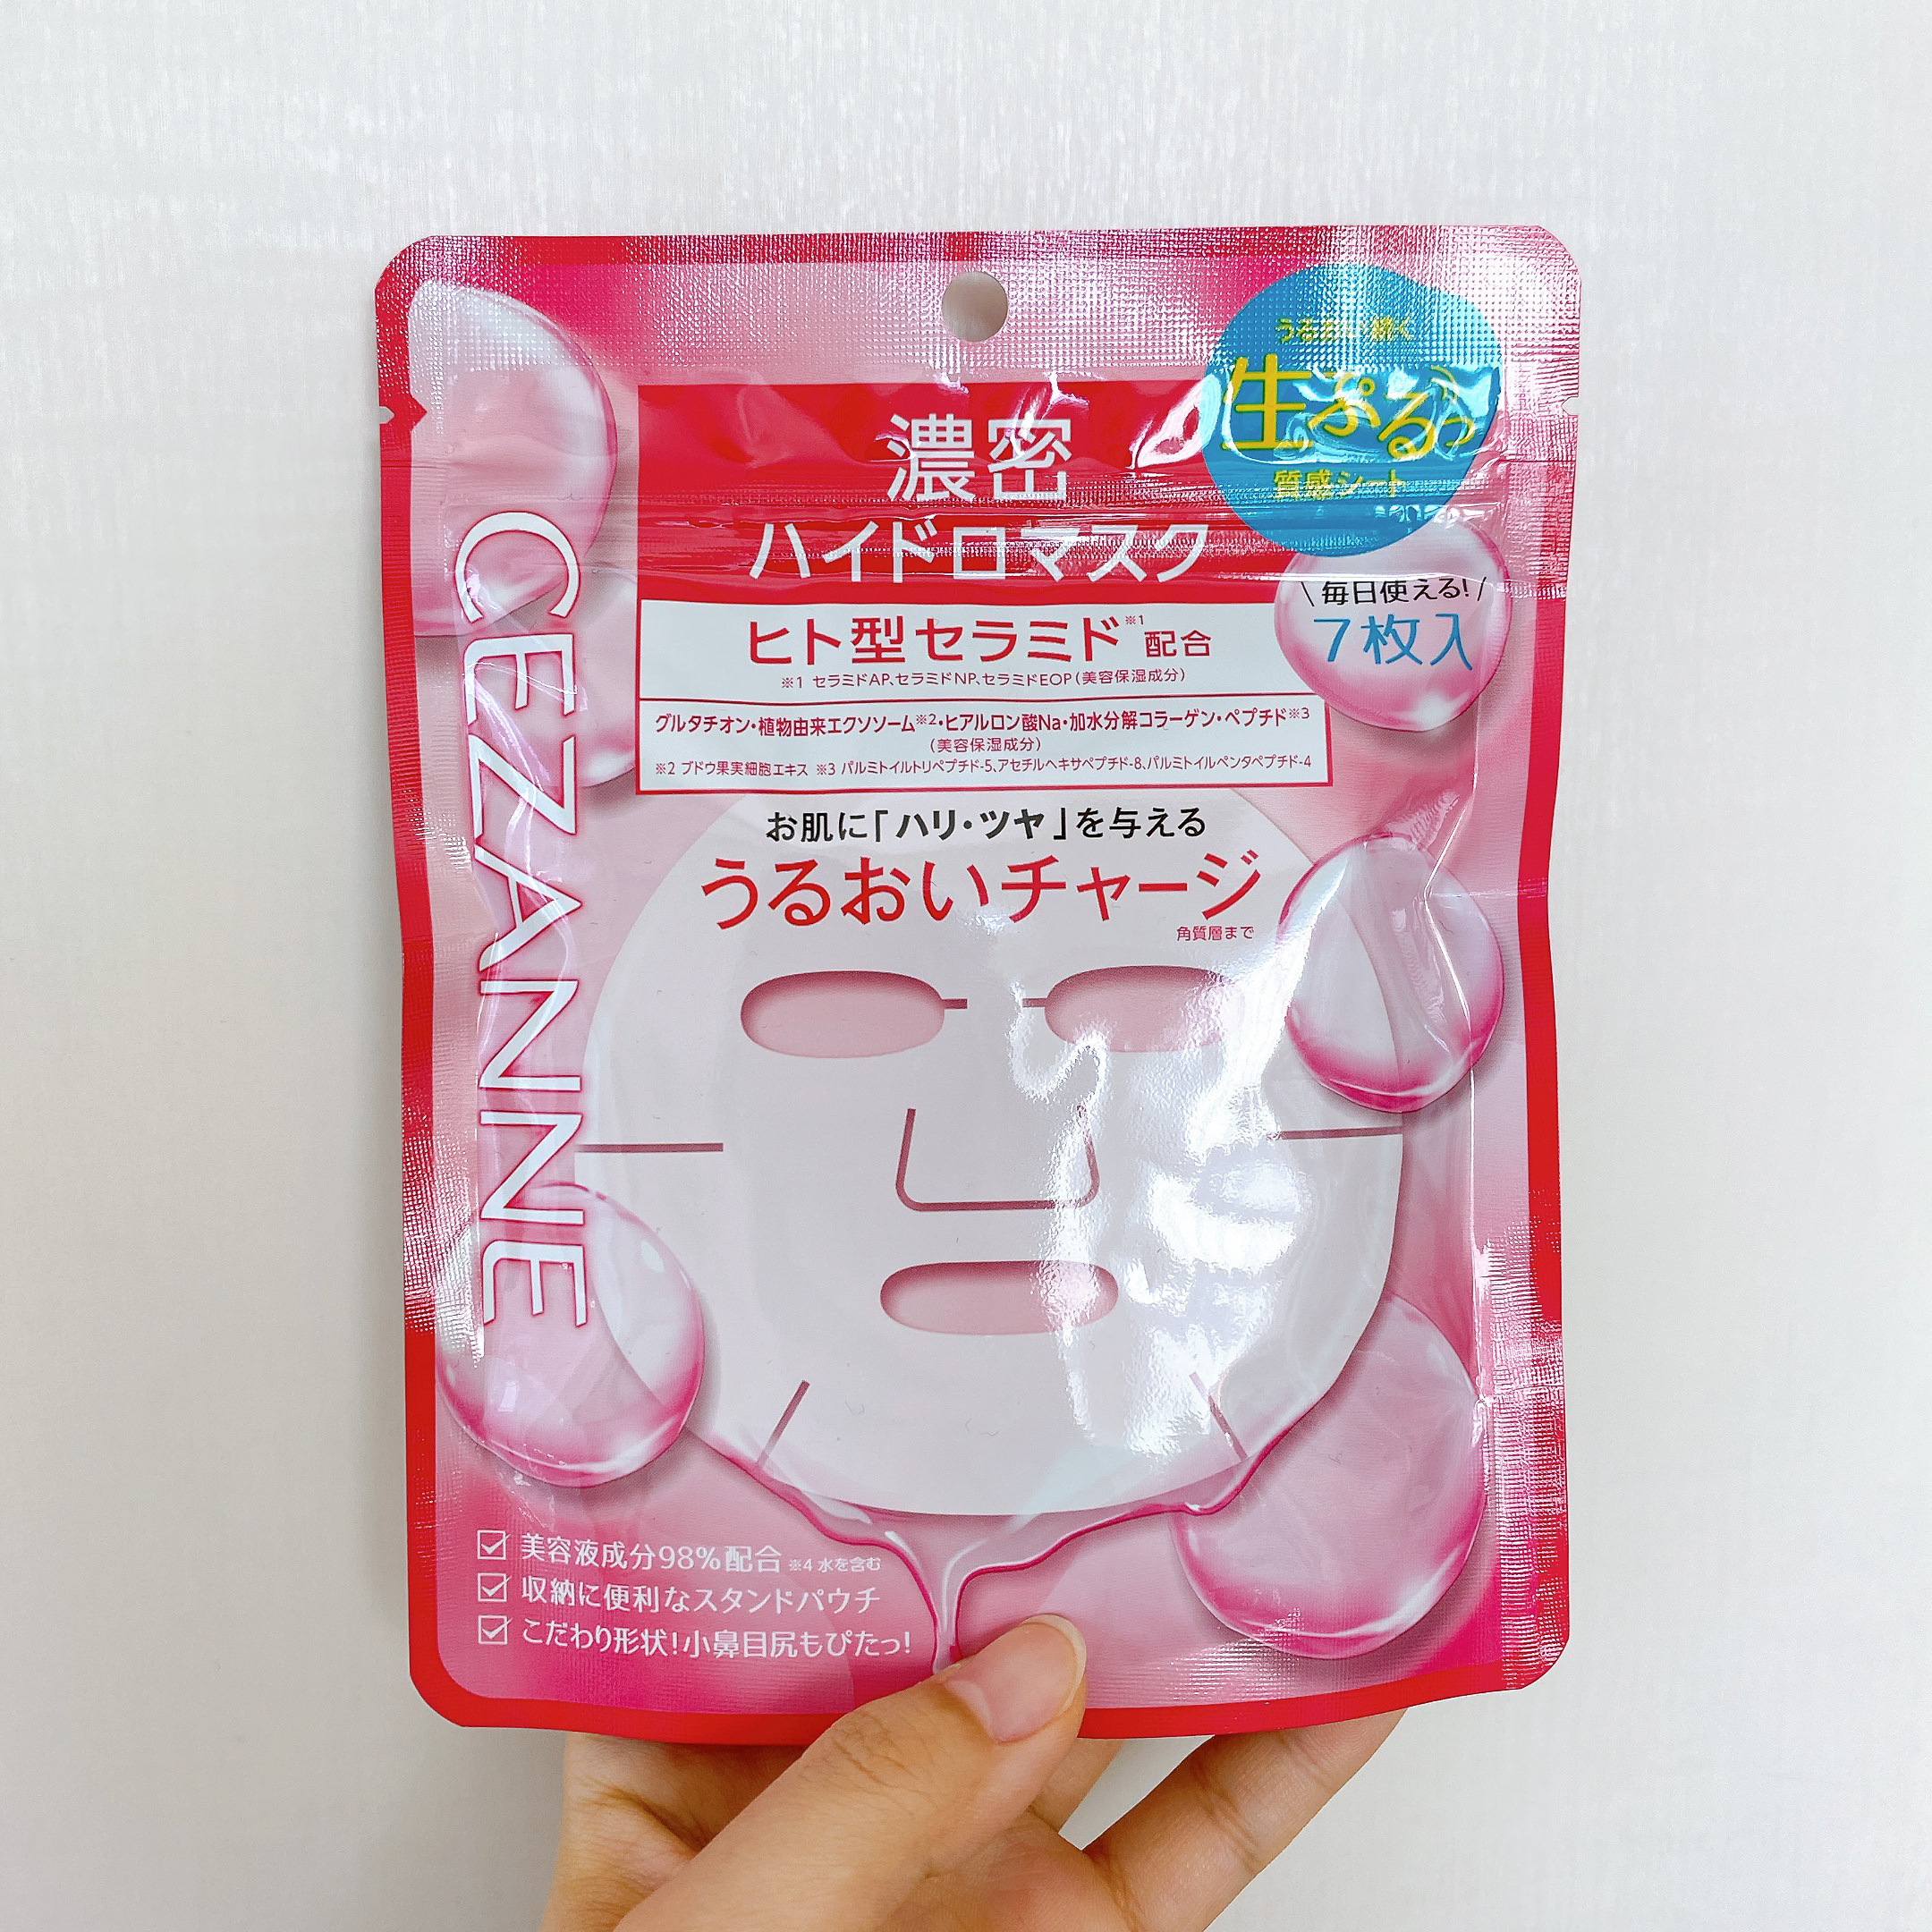 うるおい続く
生ぷるっ
質感シート
濃密
ハイドロマスク
\ 毎日使える! /
7枚入
ヒト型セラミド※1配合
※1 セラミドAP、セラミドNP、セラミドEOP(美容保湿成分)
グルタチオン・植物由来エクソソーム※2・ヒアルロン酸Na・加水分解コラーゲン・ペプチド※3
(美容保湿成分)
※2 ブドウ果実細胞エキス ※3 パルミトイルトリペプチド-5、アセチルヘキサペプチド-8、パルミトイルペンタペプチド-4
お肌に「ハリ・ツヤ」を与える
うるおいチャージ
角質層まで
CEZANNE
美容液成分98%配合 ※4 水を含む
収納に便利なスタンドパウチ
こだわり形状!小鼻目尻もぴたっ!